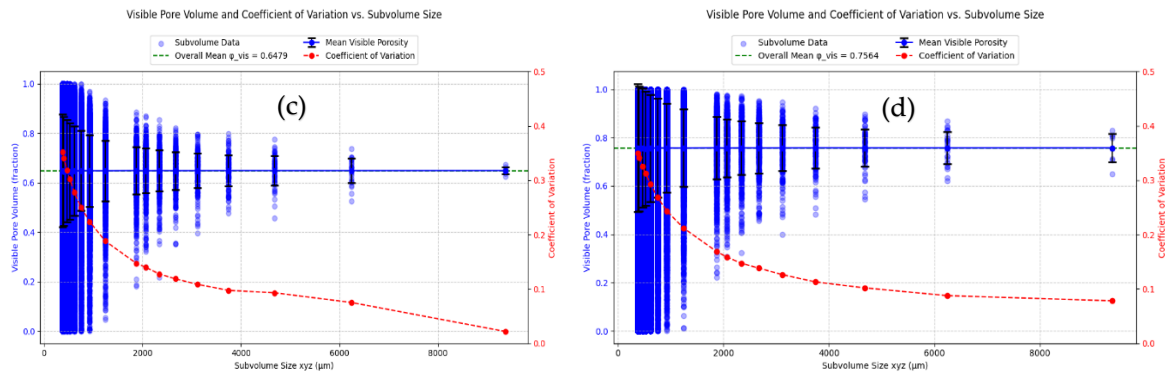 Visible Pore Volume and Coefficient of Variation vs. Subvolume Size
Subvolume Data
Mean Visible Porosity
Overall Mean φ_vis = 0.6479
Coefficient of Variation
(c)
Visible Pore Volume (fraction)
1.0
0.8
0.6
0.4
0.2
0.0
0.5
0.4
0.3
0.2
0.1
0.0
Coefficient of Variation
0
2000
4000
6000
8000
Subvolume Size xyz (μm)
Visible Pore Volume and Coefficient of Variation vs. Subvolume Size
Subvolume Data
Mean Visible Porosity
Overall Mean φ_vis = 0.7564
Coefficient of Variation
(d)
Visible Pore Volume (fraction)
1.0
0.8
0.6
0.4
0.2
0.0
0.5
0.4
0.3
0.2
0.1
0.0
Coefficient of Variation
0
2000
4000
6000
8000
Subvolume Size xyz (μm)